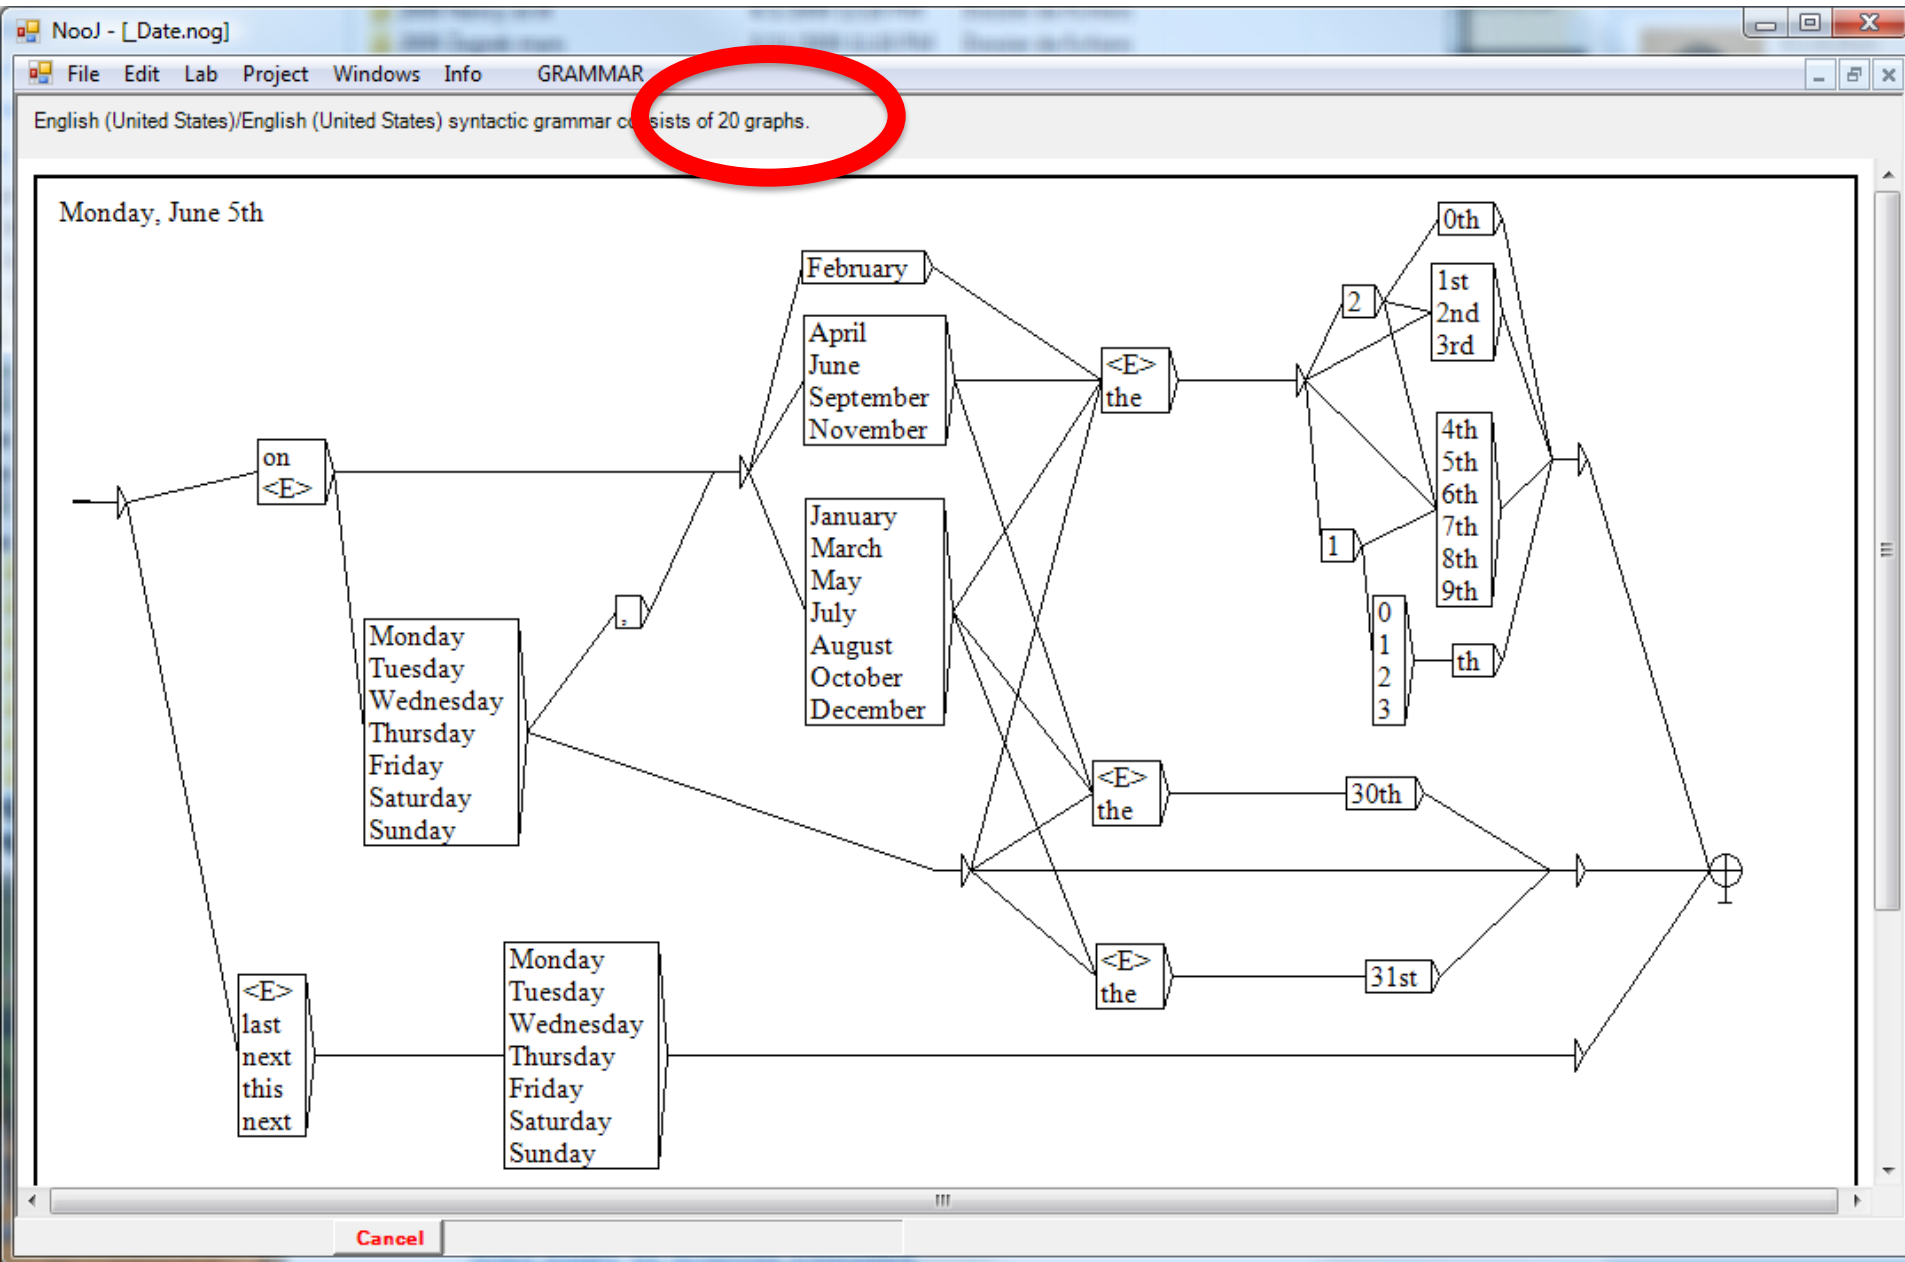 NooJ - [_Date.nog]
File Edit Lab Project Windows Info GRAMMAR
English (United States)/English (United States) syntactic grammar consists of 20 graphs.
Monday, June 5th
February
April
June
September
November
January
March
May
July
August
October
December
<E>
the
2
0th
1st
2nd
3rd
4th
5th
6th
7th
8th
9th
1
0
1
2
3
th
on
<E>
Monday
Tuesday
Wednesday
Thursday
Friday
Saturday
Sunday
,
<E>
the
30th
<E>
the
31st
<E>
last
next
this
next
Monday
Tuesday
Wednesday
Thursday
Friday
Saturday
Sunday
Cancel